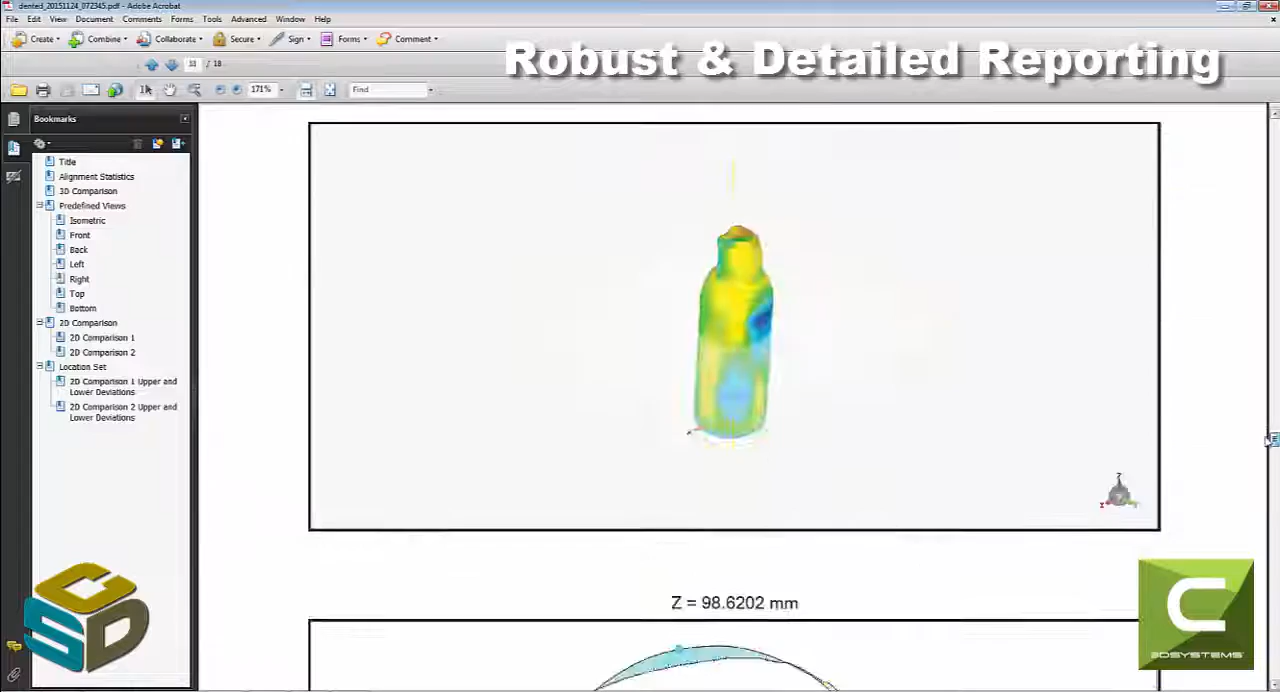 dented_20151124_072345.pdf - Adobe Acrobat
File Edit View Document Comments Forms Tools Advanced Window Help
Create Combine Collaborate Secure Sign Forms Comment
Robust & Detailed Reporting
/ 18
171%
Find
Bookmarks
Title
Alignment Statistics
3D Comparison
Predefined Views
Isometric
Front
Back
Left
Right
Top
Bottom
2D Comparison
2D Comparison 1
2D Comparison 2
Location Set
2D Comparison 1 Upper and
Lower Deviations
2D Comparison 2 Upper and
Lower Deviations
Z
Z = 98.6202 mm
CSD
C
3DSYSTEMS